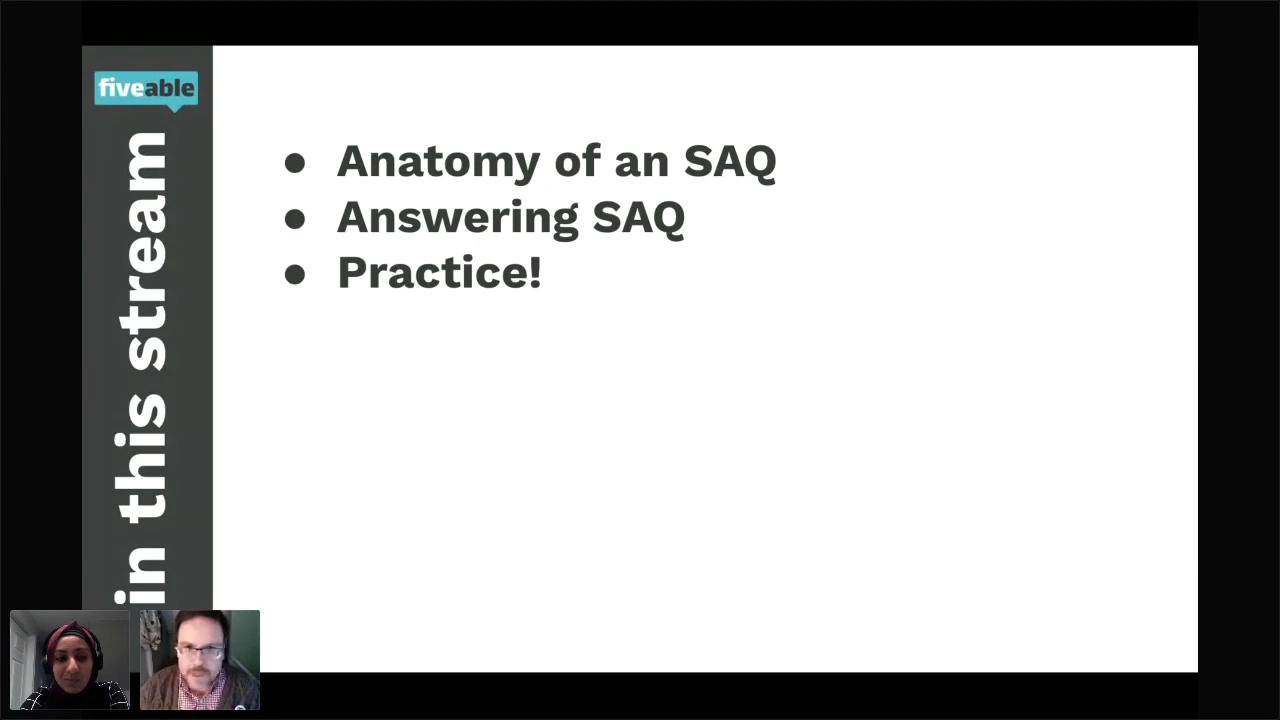 fiveable
in this stream
● Anatomy of an SAQ
● Answering SAQ
● Practice!